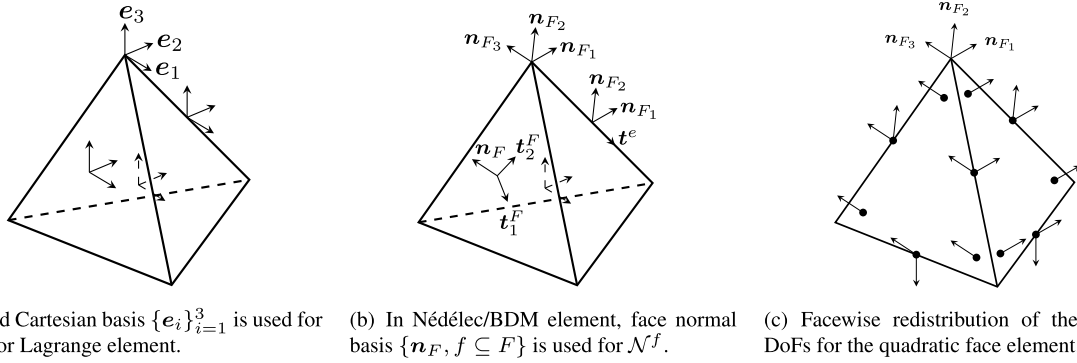 e3
e2
e1
nF3
nF2
nF1
nF2
nF1
te
nF
tF2
tF1
nF2
nF3
nF1
d Cartesian basis {ei}3i=1 is used for
or Lagrange element.
(b) In Nédélec/BDM element, face normal
basis {nF, f ⊆ F} is used for Nf.
(c) Facewise redistribution of the
DoFs for the quadratic face element